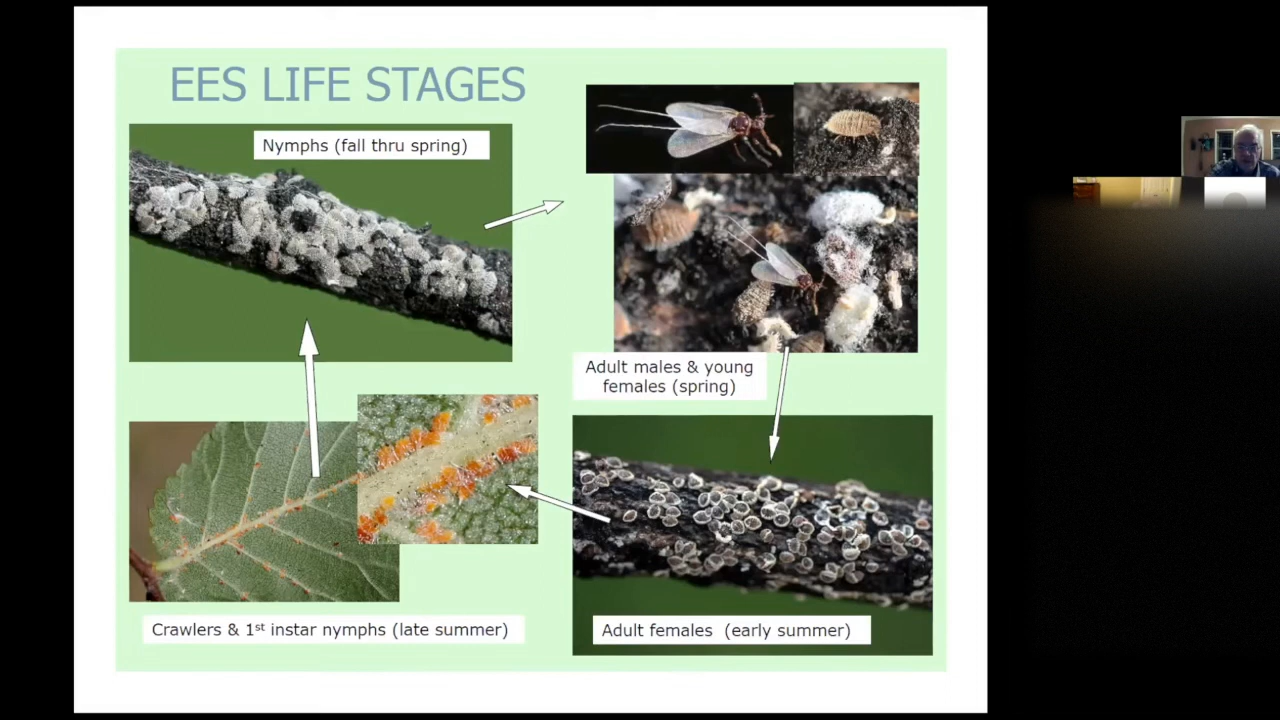 EES LIFE STAGES
Nymphs (fall thru spring)
Adult males & young
females (spring)
Crawlers & 1st instar nymphs (late summer)
Adult females (early summer)